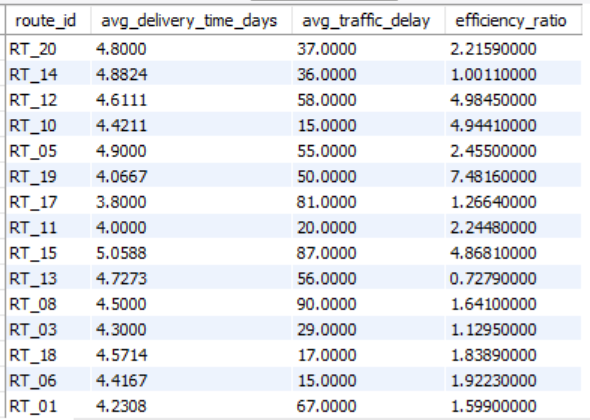 route_id avg_delivery_time_days avg_traffic_delay efficiency_ratio
RT_20 4.8000 37.0000 2.21590000
RT_14 4.8824 36.0000 1.00110000
RT_12 4.6111 58.0000 4.98450000
RT_10 4.4211 15.0000 4.94410000
RT_05 4.9000 55.0000 2.45500000
RT_19 4.0667 50.0000 7.48160000
RT_17 3.8000 81.0000 1.26640000
RT_11 4.0000 20.0000 2.24480000
RT_15 5.0588 87.0000 4.86810000
RT_13 4.7273 56.0000 0.72790000
RT_08 4.5000 90.0000 1.64100000
RT_03 4.3000 29.0000 1.12950000
RT_18 4.5714 17.0000 1.83890000
RT_06 4.4167 15.0000 1.92230000
RT_01 4.2308 67.0000 1.59900000